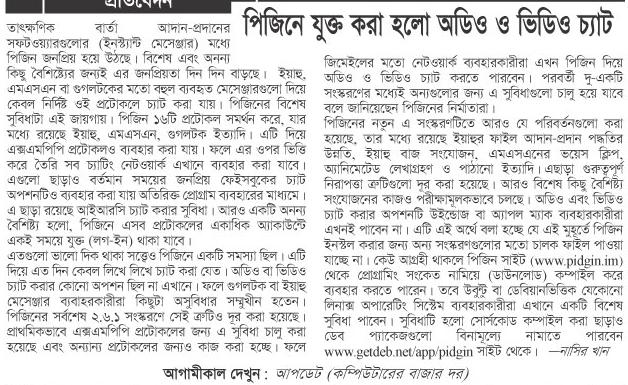 প্রতিবেদন
পিজিনে যুক্ত করা হলো অডিও ও ভিডিও চ্যাট
তাৎক্ষণিক বার্তা আদান-প্রদানের
সফটওয়্যারগুলোর (ইনস্ট্যান্ট মেসেঞ্জার) মধ্যে
পিজিন জনপ্রিয় হয়ে উঠছে। বিশেষ এবং অনন্য
কিছু বৈশিষ্ট্যের জন্যই এর জনপ্রিয়তা দিন দিন বাড়ছে। ইয়াহু,
এমএসএন বা গুগলটকের মতো বহুল ব্যবহৃত মেসেঞ্জারগুলো দিয়ে
কেবল নির্দিষ্ট ওই প্রটোকলে চ্যাট করা যায়। পিজিনের বিশেষ
সুবিধাটা এই জায়গায়। পিজিন ১৬টি প্রটোকল সমর্থন করে, যার
মধ্যে রয়েছে ইয়াহু, এমএসএন, গুগলটক ইত্যাদি। এটি দিয়ে
এক্সএমপিপি প্রটোকলও ব্যবহার করা যায়। ফলে এর ওপর ভিত্তি
করে তৈরি সব চ্যাটিং নেটওয়ার্ক এখানে ব্যবহার করা যাবে।
এগুলো ছাড়াও বর্তমান সময়ের জনপ্রিয় ফেইসবুকের চ্যাট
অপশনটিও ব্যবহার করা যায় অতিরিক্ত প্রোগ্রাম ব্যবহারের মাধ্যমে।
এ ছাড়া রয়েছে আইআরসি চ্যাট করার সুবিধা। আরও একটি অনন্য
বৈশিষ্ট্য হলো, পিজিনে এসব প্রটোকলের একাধিক অ্যাকাউন্টে
একই সময়ে যুক্ত (লগ-ইন) থাকা যাবে।
এতগুলো ভালো দিক থাকা সত্ত্বেও পিজিনে একটি সমস্যা ছিল। এটি
দিয়ে এত দিন কেবল লিখে লিখে চ্যাট করা যেত। অডিও বা ভিডিও
চ্যাট করার কোনো অপশন ছিল না এখানে। ফলে গুগলটক বা ইয়াহু
মেসেঞ্জার ব্যবহারকারীরা কিছুটা অসুবিধার সম্মুখীন হতেন।
পিজিনের সর্বশেষ ২.৬.১ সংস্করণে সেই ত্রুটিও দূর করা হয়েছে।
প্রাথমিকভাবে এক্সএমপিপি প্রটোকলের জন্য এ সুবিধা চালু করা
হয়েছে এবং অন্যান্য প্রটোকলের জন্যও কাজ করা হচ্ছে। ফলে
জিমেইলের মতো নেটওয়ার্ক ব্যবহারকারীরা এখন পিজিন দিয়ে
অডিও ও ভিডিও চ্যাট করতে পারবেন। পরবর্তী দু-একটি
সংস্করণের মধ্যেই অন্যগুলোর জন্য এ সুবিধাগুলো চালু হয়ে যাবে
বলে জানিয়েছেন পিজিনের নির্মাতারা।
পিজিনের নতুন এ সংস্করণটিতে আরও যে পরিবর্তনগুলো করা
হয়েছে, তার মধ্যে রয়েছে ইয়াহুর ফাইল আদান-প্রদান পদ্ধতির
উন্নতি, ইয়াহু বাজ সংযোজন, এমএসএনের ভয়েস ক্লিপ,
অ্যানিমেটেড লেখাগ্রহণ ও পাঠানো ইত্যাদি। এছাড়া গুরুত্বপূর্ণ
নিরাপত্তা ত্রুটিগুলো দূর করা হয়েছে। আরও বিশেষ কিছু বৈশিষ্ট্য
সংযোজনের কাজও পরীক্ষামূলকভাবে চলছে। অডিও এবং ভিডিও
চ্যাট করার অপশনটি উইন্ডোজ বা অ্যাপল ম্যাক ব্যবহারকারীরা
এখনই পাবেন না। এটি এই অর্থে বলা হচ্ছে যে এই মুহূর্তে পিজিন
ইনস্টল করার জন্য অন্য সংস্করণগুলোর মতো চালক ফাইল পাওয়া
যাচ্ছে না। কেউ আগ্রহী থাকলে পিজিন সাইট (www.pidgin.im)
থেকে প্রোগ্রামিং সংকেত নামিয়ে (ডাউনলোড) কম্পাইল করে
ব্যবহার করতে পারেন। তবে উবুন্টু বা ডেবিয়ানভিত্তিক যেকোনো
লিনাক্স অপারেটিং সিস্টেম ব্যবহারকারীরা এখানে একটি বিশেষ
সুবিধা পাবেন। সুবিধাটি হলো সোর্সকোড কম্পাইল করা ছাড়াও
ডেব প্যাকেজগুলো বিনামূল্যে নামাতে পারবেন
www.getdeb.net/app/pidgin সাইট থেকে। —নাসির খান
আগামীকাল দেখুন : আপডেট (কম্পিউটারের বাজার দর)